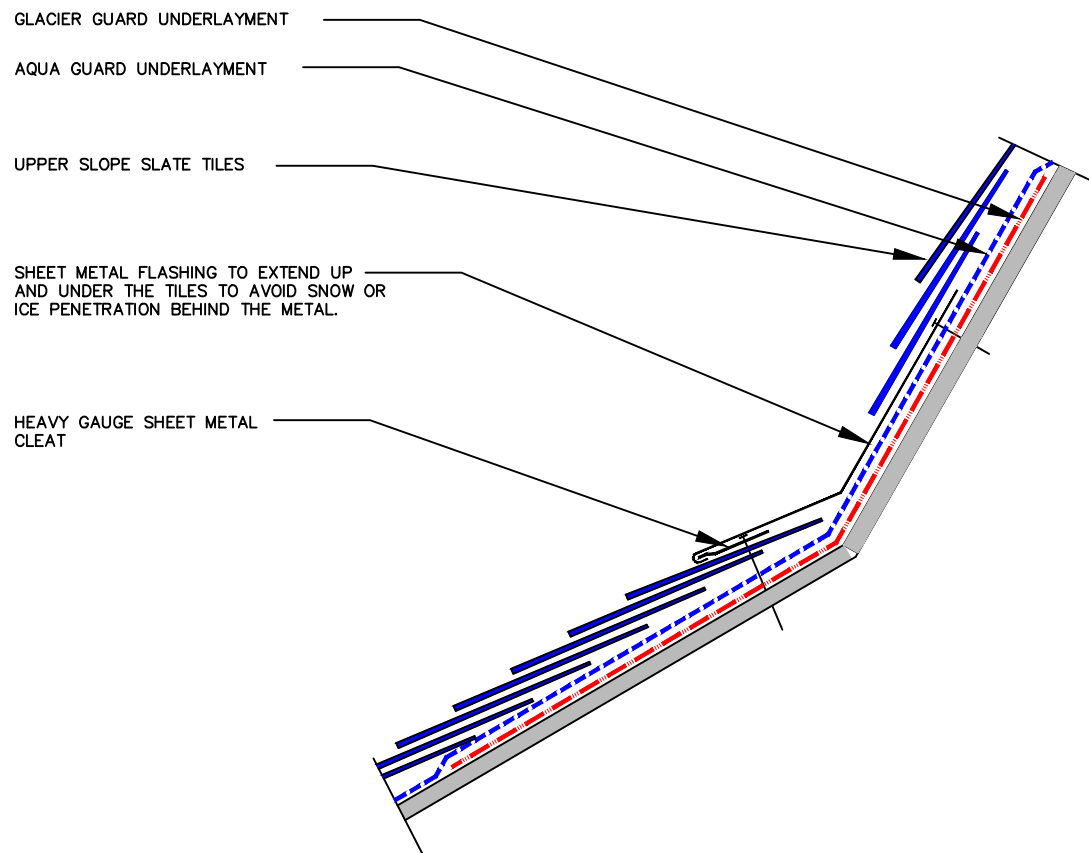 GLACIER GUARD UNDERLAYMENT
AQUA GUARD UNDERLAYMENT
UPPER SLOPE SLATE TILES
SHEET METAL FLASHING TO EXTEND UP
AND UNDER THE TILES TO AVOID SNOW OR
ICE PENETRATION BEHIND THE METAL.
HEAVY GAUGE SHEET METAL
CLEAT